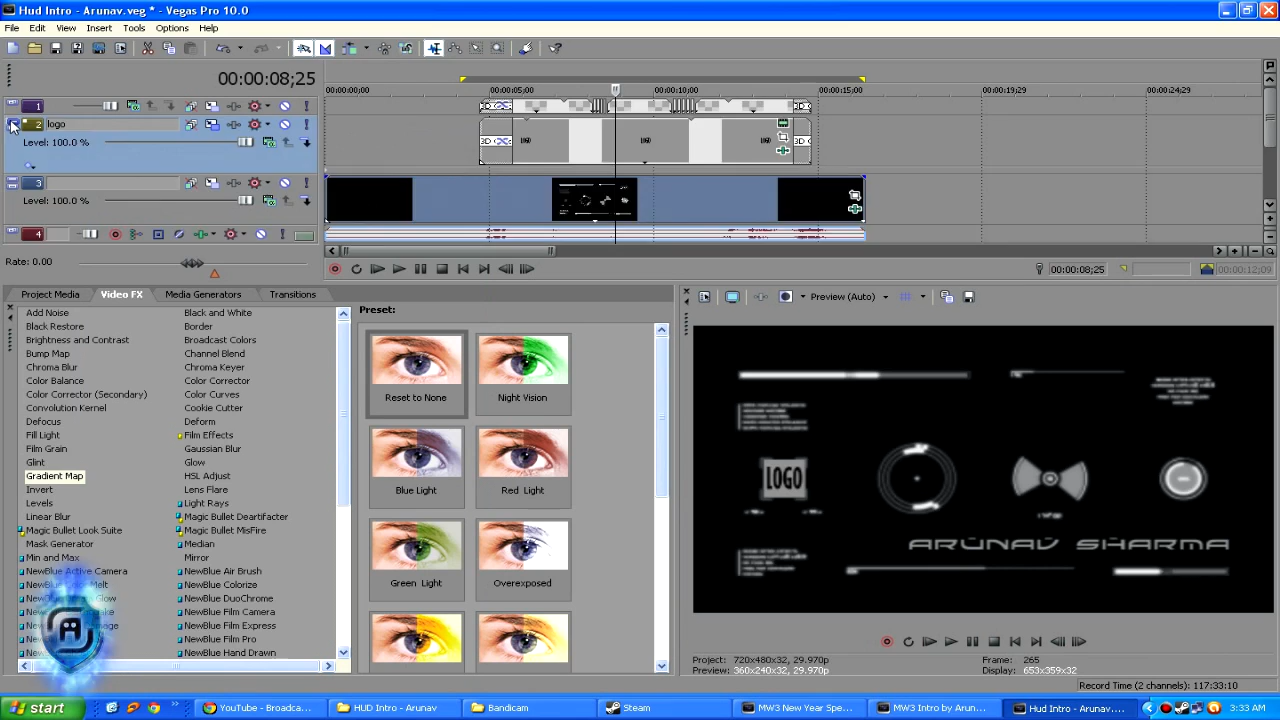 Hud Intro - Arunav.veg * - Vegas Pro 10.0
File Edit View Insert Tools Options Help
00:00:08;25
00:00:00;00 00:00:05;00 00:00:10;00 00:00:15;00 00:00:19;29 00:00:24;29
1
2 logo
Level: 100.0 %
3
Level: 100.0 %
4
Rate: 0.00
00:00:08;25 00:00:12;09
Project Media Video FX Media Generators Transitions
Preview (Auto)
Preset:
Add Noise Black and White
Black Restore Border
Brightness and Contrast Broadcast Colors
Bump Map Channel Blend
Chroma Blur Chroma Keyer
Color Balance Color Corrector
Color Corrector (Secondary) Color Curves
Convolution Kernel Cookie Cutter
Defocus Deform
Fill Light Film Effects
Film Grain Gaussian Blur
Glint Glow
Gradient Map HSL Adjust
Invert Lens Flare
Levels Light Rays
Linear Blur Magic Bullet Deartifacter
Magic Bullet Look Suite Magic Bullet MisFire
Mask Generator Median
Min and Max Mirror
NewBlue Active Camera NewBlue Air Brush
NewBlue Colorize
NewBlue DuoChrome
NewBlue Film Camera
NewBlue Film Express
NewBlue Film Pro
NewBlue Hand Drawn
Reset to None Night Vision
Blue Light Red Light
Green Light Overexposed
LOGO
ARUNAV SHARMA
Project: 720x480x32, 29.970p Frame: 265
Preview: 360x240x32, 29.970p Display: 653x359x32
Record Time (2 channels): 117:33:10
start YouTube - Broadca... HUD Intro - Arunav Bandicam Steam MW3 New Year Spe... MW3 Intro by Arunav... Hud Intro - Arunav.... 3:33 AM